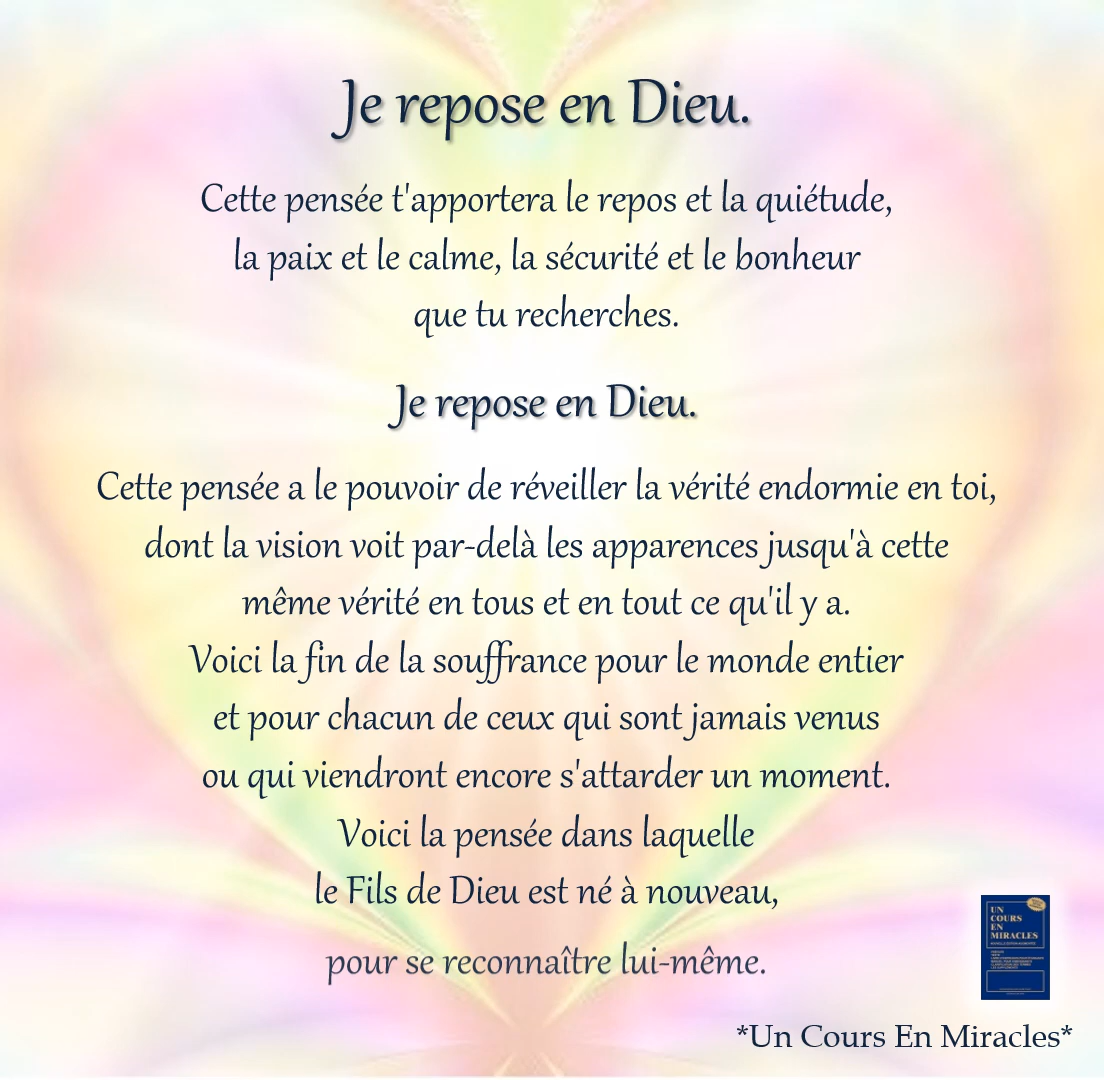 Je repose en Dieu.
Cette pensée t'apportera le repos et la quiétude,
la paix et le calme, la sécurité et le bonheur
que tu recherches.
Je repose en Dieu.
Cette pensée a le pouvoir de réveiller la vérité endormie en toi,
dont la vision voit par-delà les apparences jusqu'à cette
même vérité en tous et en tout ce qu'il y a.
Voici la fin de la souffrance pour le monde entier
et pour chacun de ceux qui sont jamais venus
ou qui viendront encore s'attarder un moment.
Voici la pensée dans laquelle
le Fils de Dieu est né à nouveau,
pour se reconnaître lui-même.
UN
COURS
EN
MIRACLES
*Un Cours En Miracles*